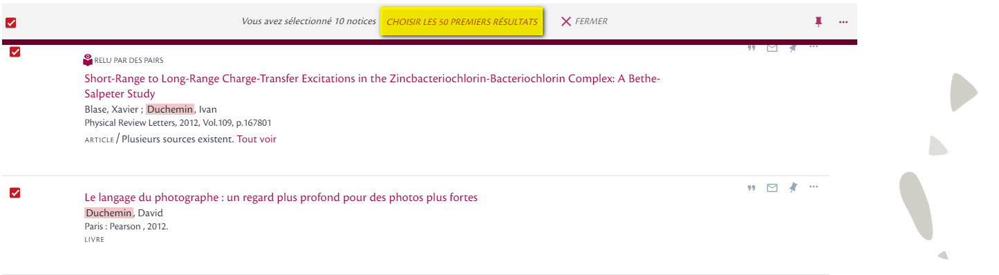 Vous avez sélectionné 10 notices CHOISIR LES 50 PREMIERS RÉSULTATS FERMER
RELU PAR DES PAIRS
Short-Range to Long-Range Charge-Transfer Excitations in the Zincbacteriochlorin-Bacteriochlorin Complex: A Bethe-
Salpeter Study
Blase, Xavier ; Duchemin, Ivan
Physical Review Letters, 2012, Vol.109, p.167801
ARTICLE / Plusieurs sources existent. Tout voir
Le langage du photographe : un regard plus profond pour des photos plus fortes
Duchemin, David
Paris : Pearson , 2012.
LIVRE